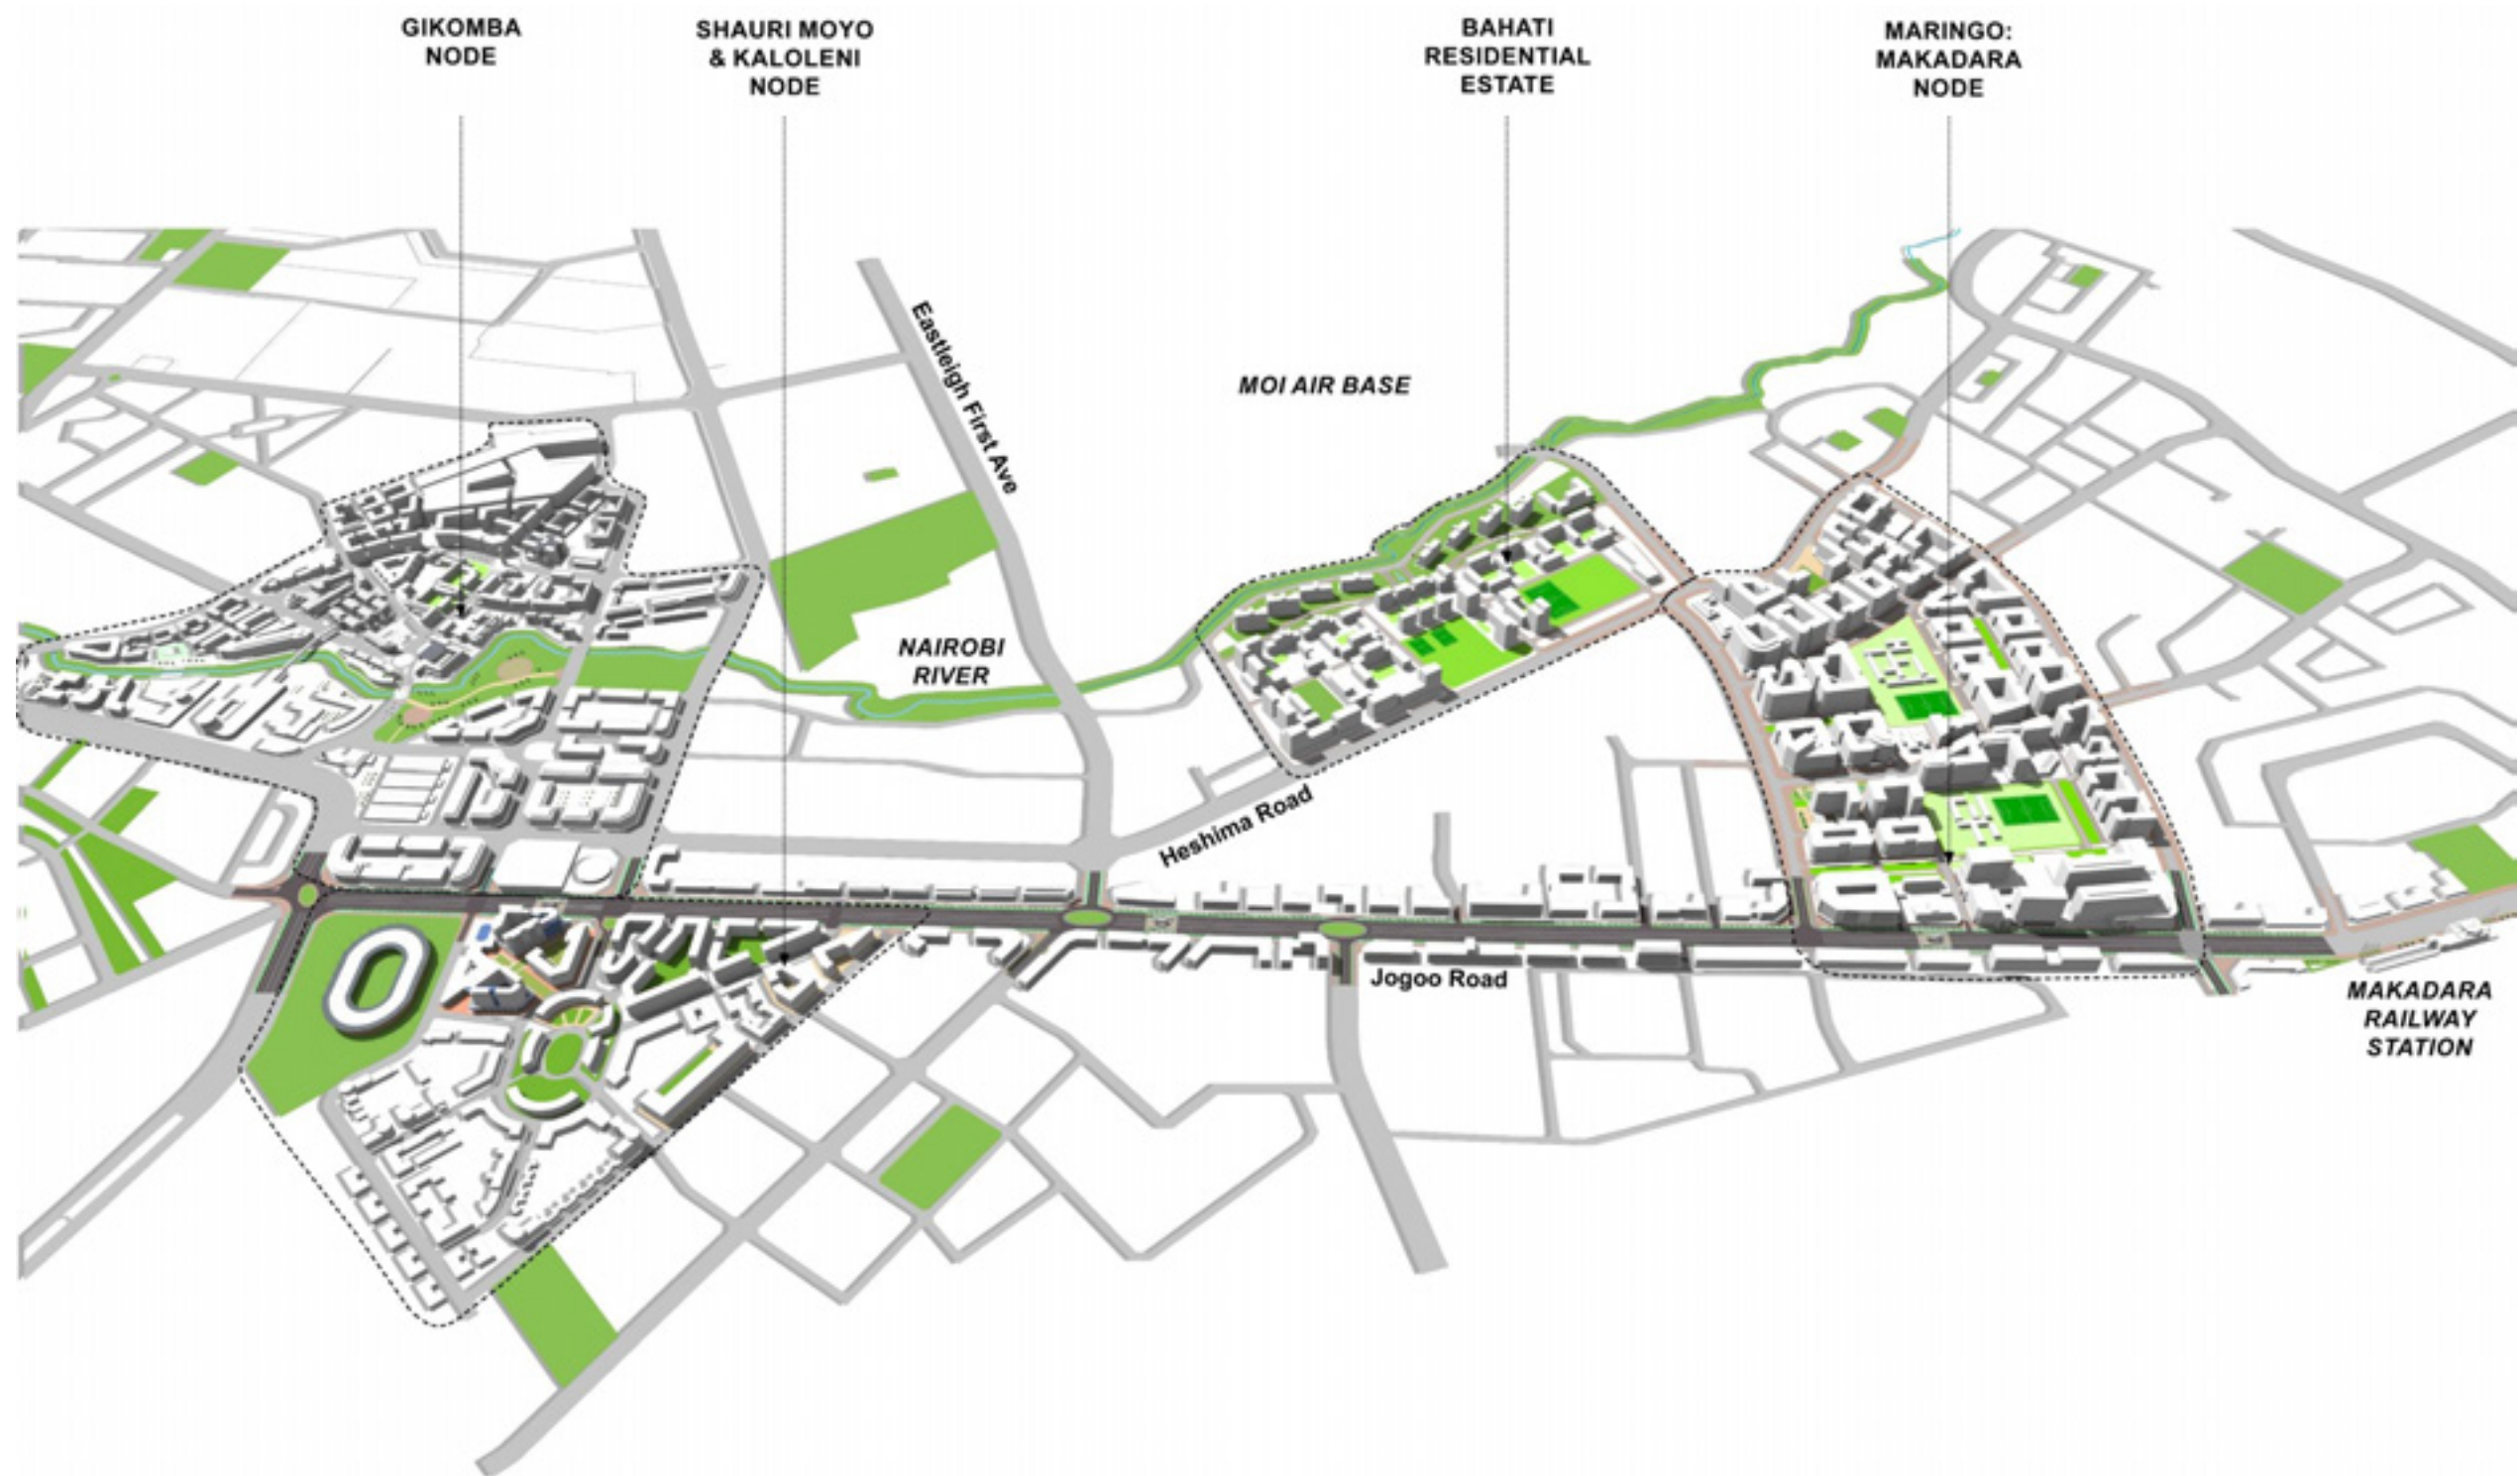 GIKOMBA
NODE
SHAURI MOYO
& KALOLENI
NODE
BAHATI
RESIDENTIAL
ESTATE
MARINGO:
MAKADARA
NODE
Eastleigh First Ave
MOI AIR BASE
NAIROBI
RIVER
Heshima Road
Jogoo Road
MAKADARA
RAILWAY
STATION